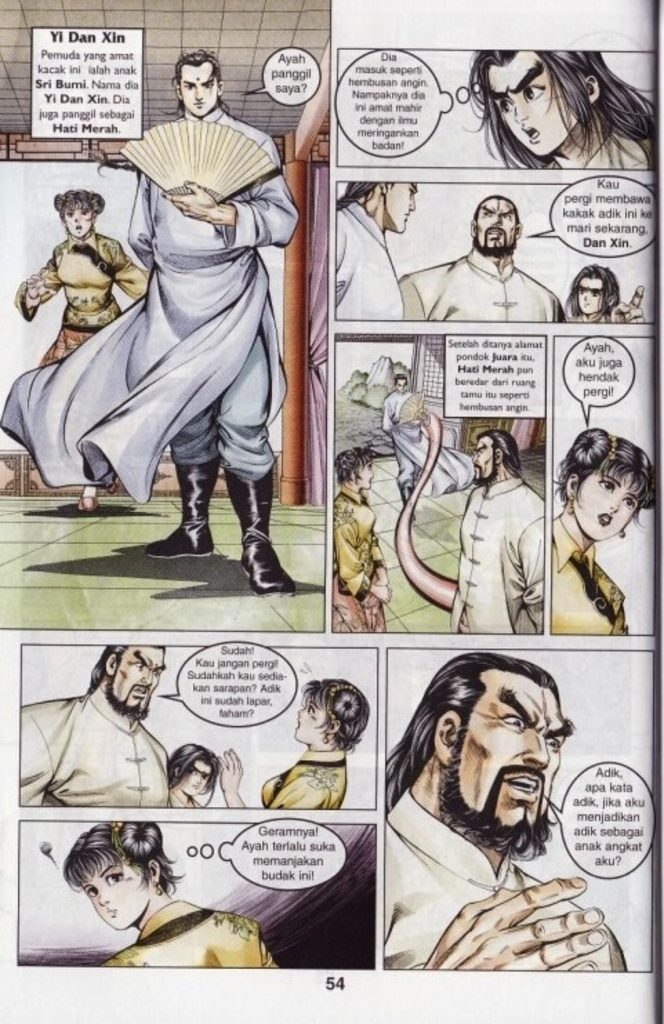 Yi Dan Xin
Pemuda yang amat
kacak ini ialah anak
Sri Bumi. Nama dia
Yi Dan Xin. Dia
juga panggil sebagai
Hati Merah.
Ayah
panggil
saya?
Dia
masuk seperti
hembusan angin.
Nampaknya dia
ini amat mahir
dengan ilmu
meringankan
badan!
Kau
pergi membawa
kakak adik ini ke
mari sekarang,
Dan Xin.
Setelah ditanya alamat
pondok Juara itu,
Hati Merah pun
beredar dari ruang
tamu itu seperti
hembusan angin.
Ayah,
aku juga
hendak
pergi!
Sudah!
Kau jangan pergi!
Sudahkah kau sedia-
kan sarapan? Adik
ini sudah lapar,
faham?
Geramnya!
Ayah terlalu suka
memanjakan
budak ini!
Adik,
apa kata
adik, jika aku
menjadikan
adik sebagai
anak angkat
aku?
54